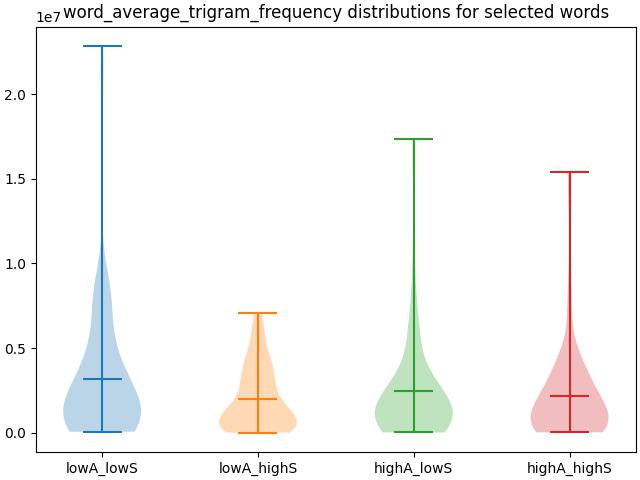 word_average_trigram_frequency distributions for selected words
1e7
2.0
1.5
1.0
0.5
0.0
lowA_lowS lowA_highS highA_lowS highA_highS